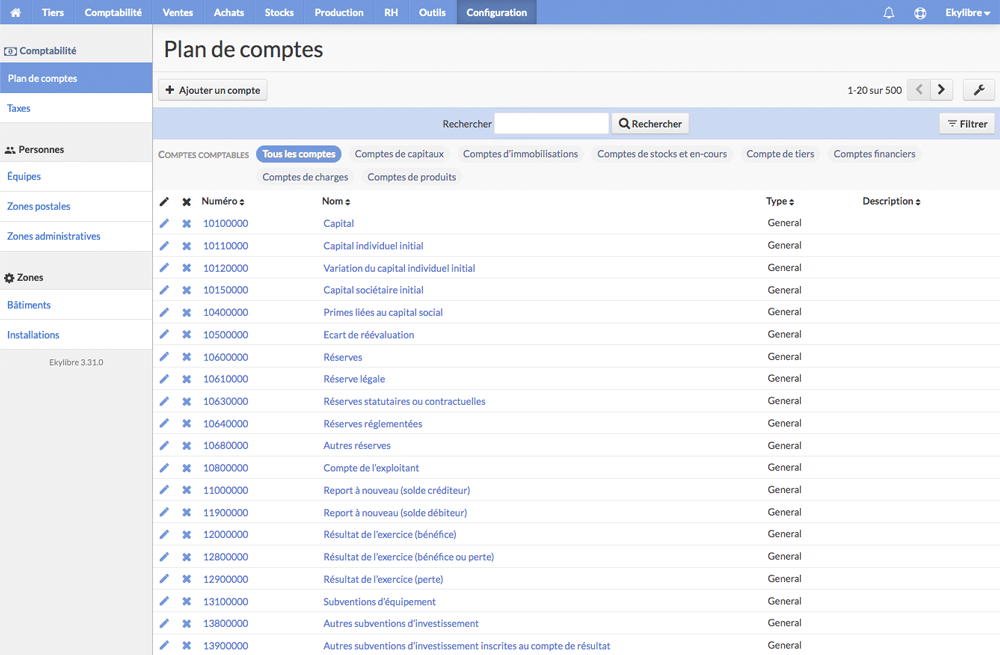 Tiers Comptabilité Ventes Achats Stocks Production RH Outils Configuration Ekylibre
Comptabilité
Plan de comptes
Taxes
Personnes
Équipes
Zones postales
Zones administratives
Zones
Bâtiments
Installations
Ekylibre 3.31.0
Plan de comptes
Ajouter un compte 1-20 sur 500
Rechercher Rechercher Filtrer
COMPTES COMPTABLES Tous les comptes Comptes de capitaux Comptes d'immobilisations Comptes de stocks et en-cours Compte de tiers Comptes financiers
Comptes de charges Comptes de produits
Numéro Nom Type Description
10100000 Capital General
10110000 Capital individuel initial General
10120000 Variation du capital individuel initial General
10150000 Capital sociétaire initial General
10400000 Primes liées au capital social General
10500000 Ecart de réévaluation General
10600000 Réserves General
10610000 Réserve légale General
10630000 Réserves statutaires ou contractuelles General
10640000 Réserves réglementées General
10680000 Autres réserves General
10800000 Compte de l'exploitant General
11000000 Report à nouveau (solde créditeur) General
11900000 Report à nouveau (solde débiteur) General
12000000 Résultat de l'exercice (bénéfice) General
12800000 Résultat de l'exercice (bénéfice ou perte) General
12900000 Résultat de l'exercice (perte) General
13100000 Subventions d'équipement General
13800000 Autres subventions d'investissement General
13900000 Autres subventions d'investissement inscrites au compte de résultat General